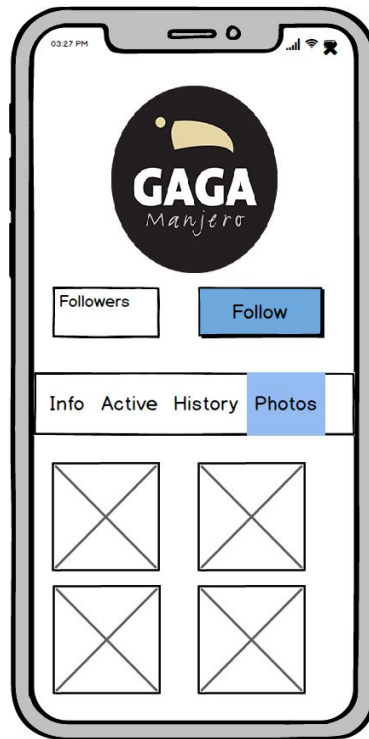 03:27 PM
GAGA
Manjero
Followers
Follow
Info Active History Photos